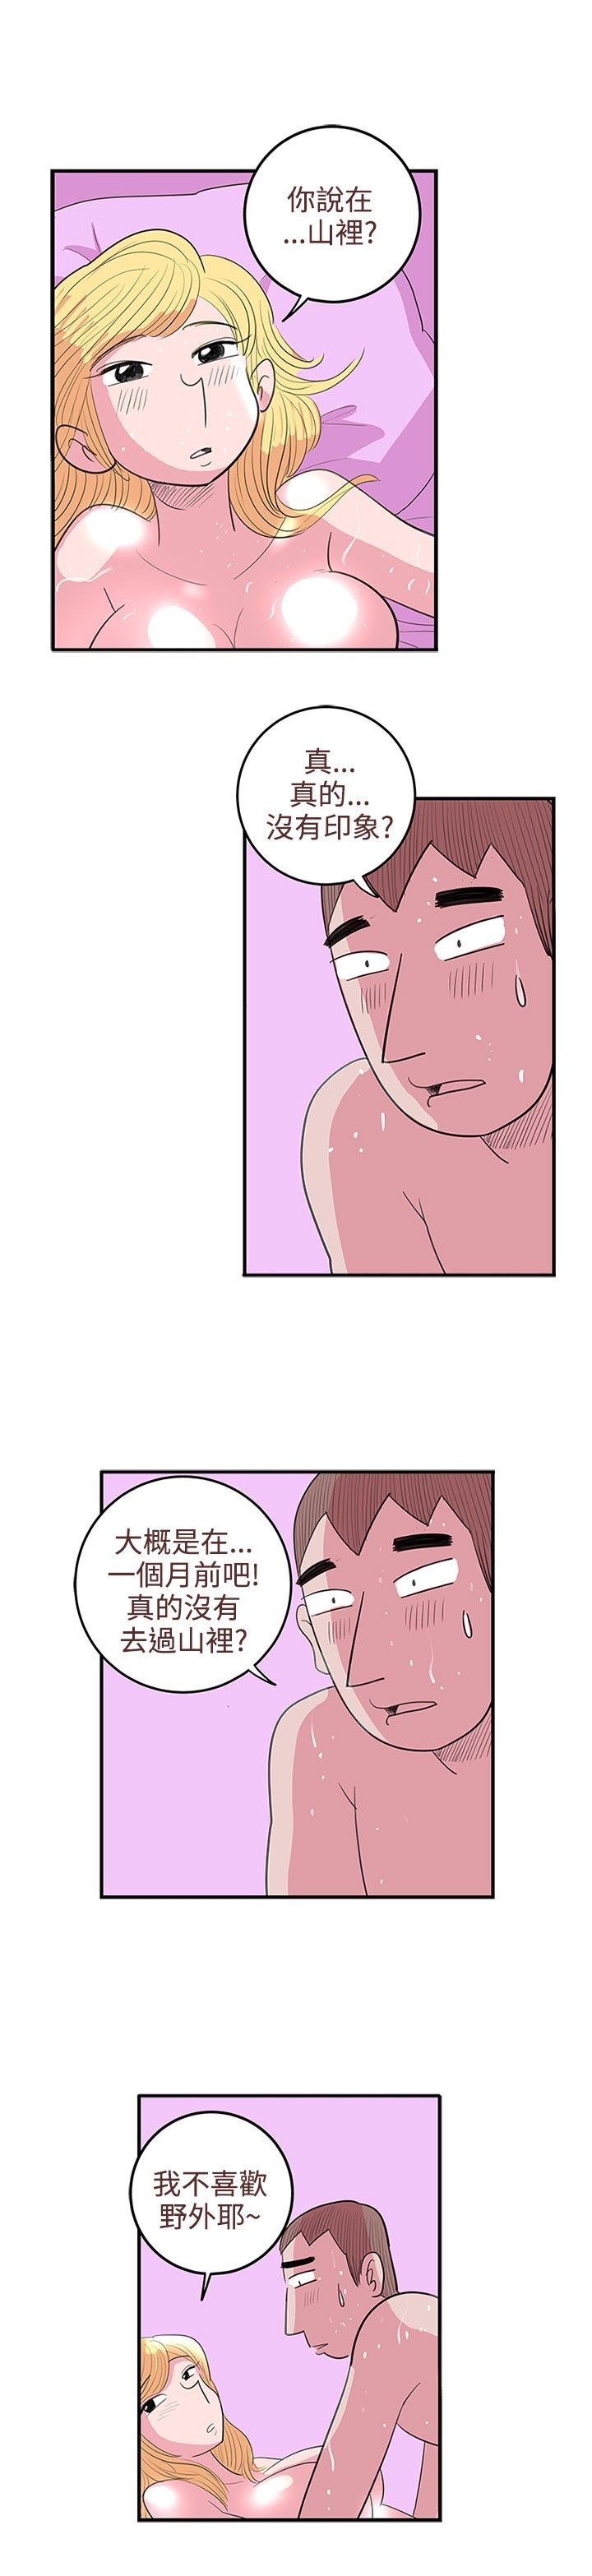 你說在
...山裡?
真...
真的...
沒有印象?
大概是在...
一個月前吧!
真的沒有
去過山裡?
我不喜歡
野外耶~